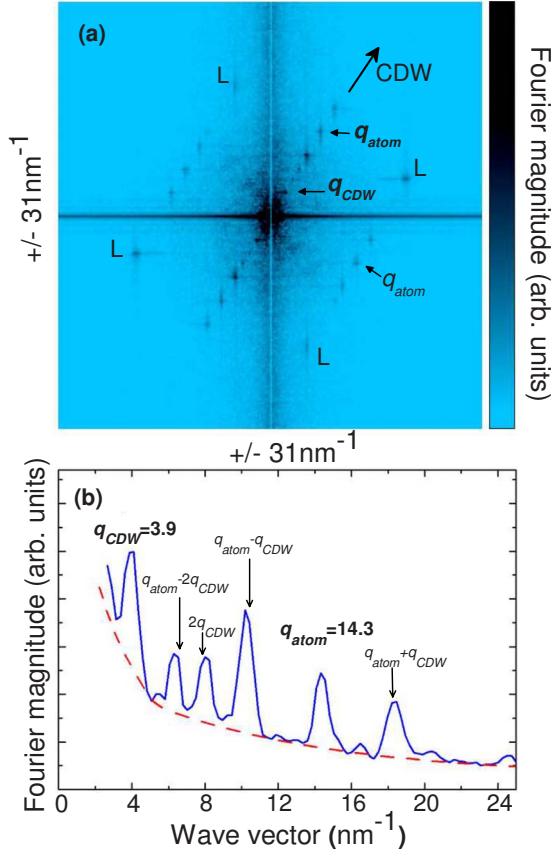 (a)
L
CDW
q_atom
L
q_CDW
L
q_atom
L
+/- 31nm⁻¹
+/- 31nm⁻¹
Fourier magnitude (arb. units)
(b)
q_CDW=3.9
q_atom-q_CDW
q_atom-2q_CDW
2q_CDW
q_atom=14.3
q_atom+q_CDW
Fourier magnitude (arb. units)
0 4 8 12 16 20 24
Wave vector (nm⁻¹)